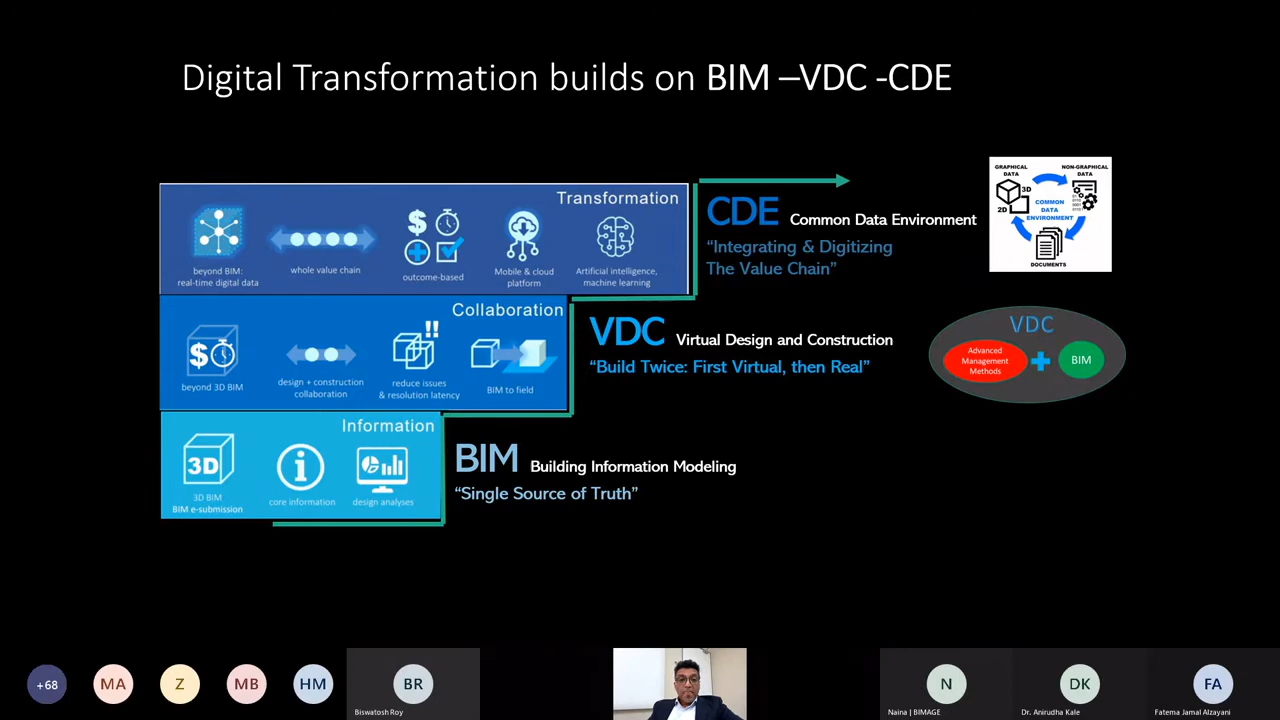 Digital Transformation builds on BIM –VDC -CDE
Transformation
beyond BIM:
real-time digital data
whole value chain
outcome-based
Mobile & cloud
platform
Artificial intelligence,
machine learning
CDE Common Data Environment
“Integrating & Digitizing
The Value Chain”
GRAPHICAL
DATA
NON-GRAPHICAL
DATA
3D
2D
COMMON
DATA
ENVIRONMENT
DOCUMENTS
Collaboration
beyond 3D BIM
design + construction
collaboration
!!
reduce issues
& resolution latency
BIM to field
VDC Virtual Design and Construction
“Build Twice: First Virtual, then Real”
VDC
Advanced
Management
Methods
BIM
Information
3D
3D BIM
BIM e-submission
core information
design analyses
BIM Building Information Modeling
“Single Source of Truth”
+68
MA
Z
MB
HM
BR
Biswatosh Roy
N
Naina | BIMAGE
DK
Dr. Anirudha Kale
FA
Fatema Jamal Alzayani